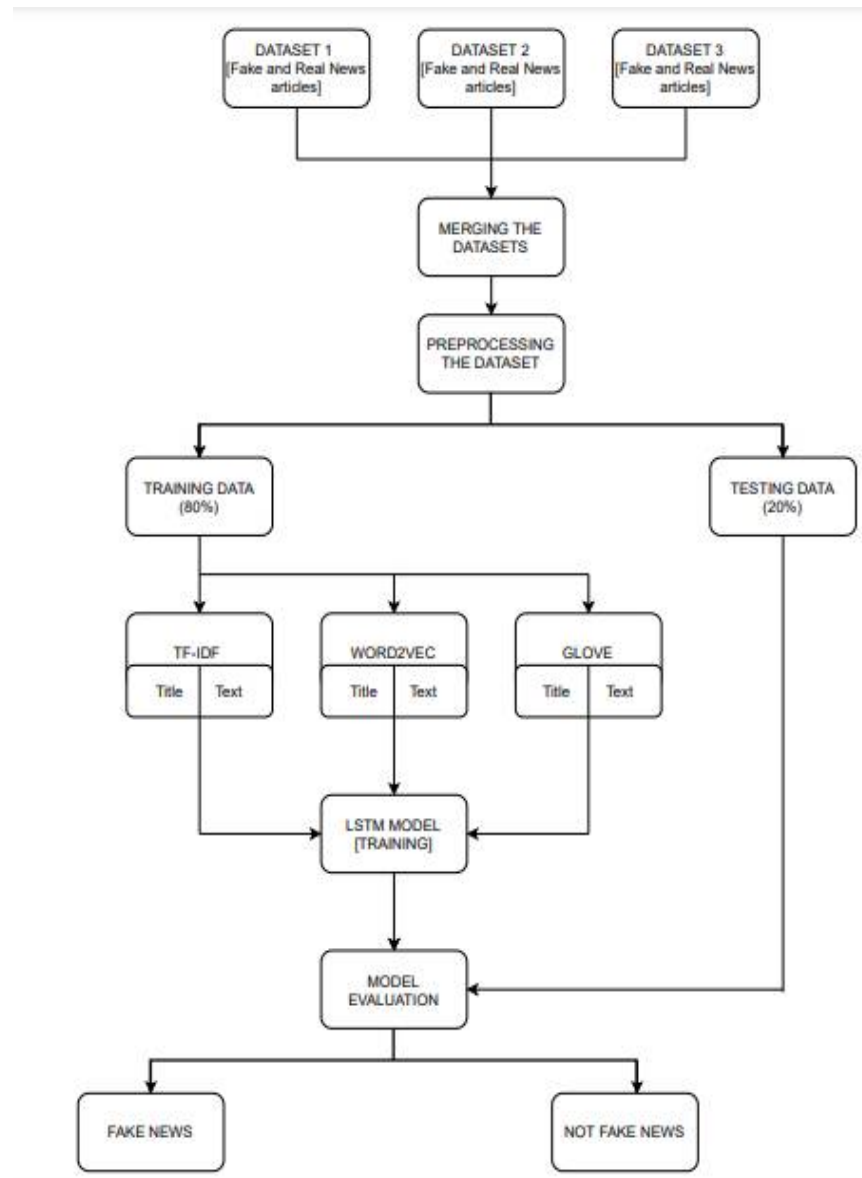 DATASET 1
[Fake and Real News
articles]
DATASET 2
[Fake and Real News
articles]
DATASET 3
[Fake and Real News
articles]
MERGING THE
DATASETS
PREPROCESSING
THE DATASET
TRAINING DATA
(80%)
TESTING DATA
(20%)
TF-IDF
Title
Text
WORD2VEC
Title
Text
GLOVE
Title
Text
LSTM MODEL
[TRAINING]
MODEL
EVALUATION
FAKE NEWS
NOT FAKE NEWS